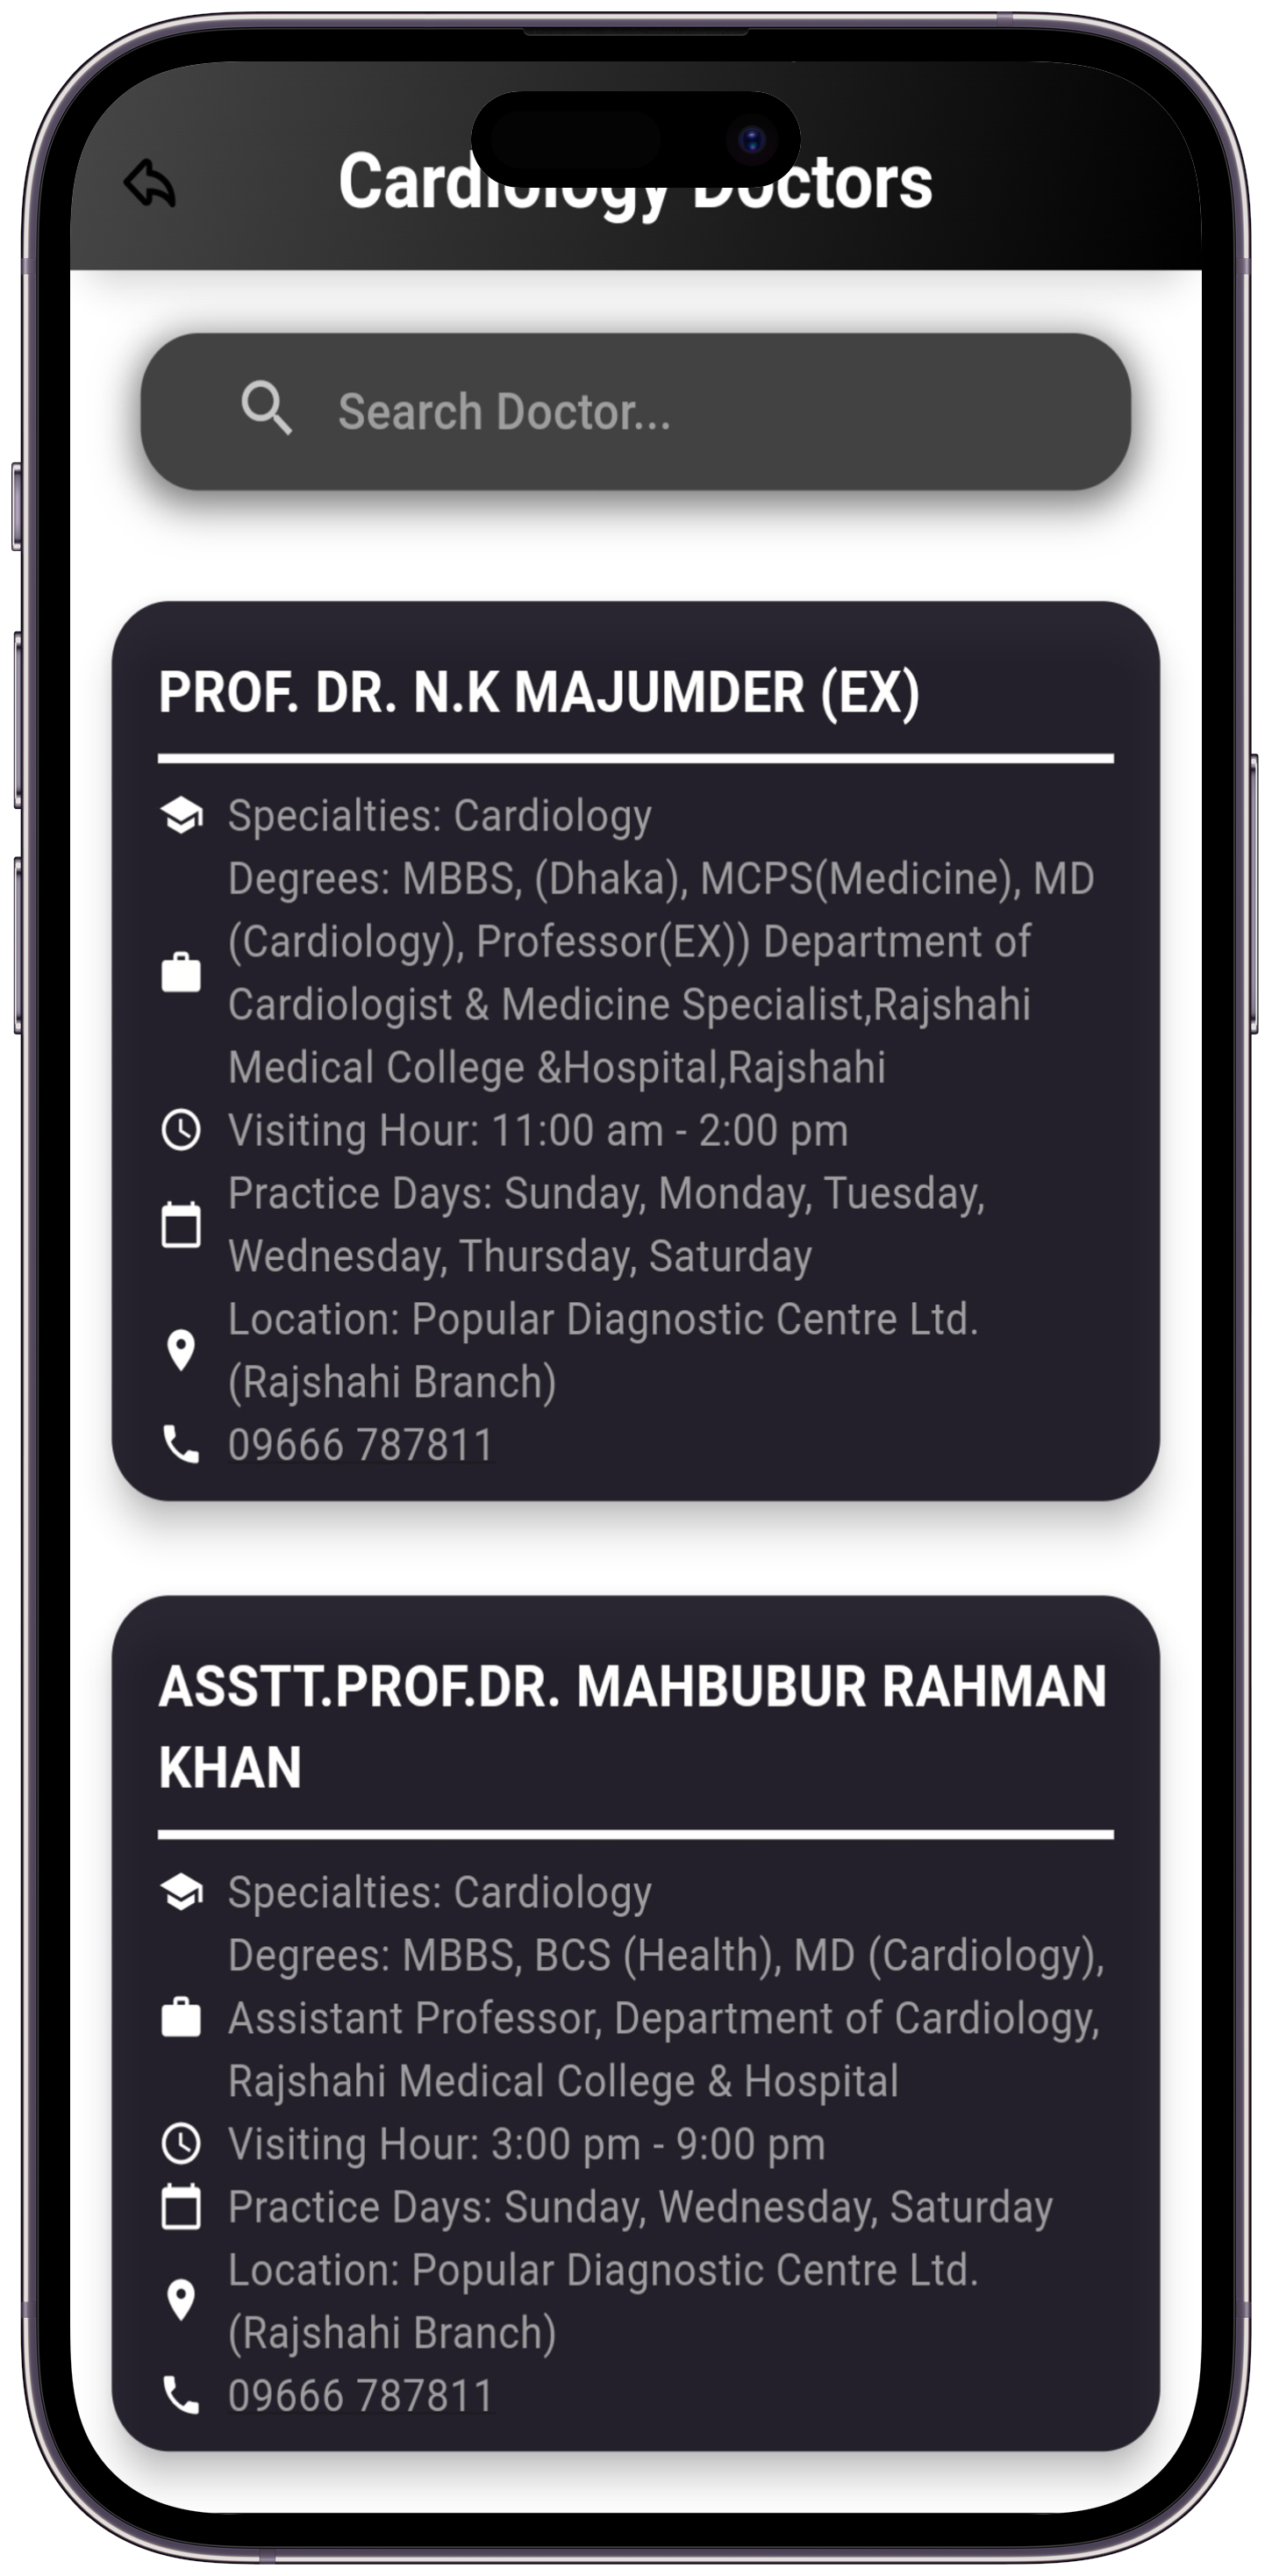 Cardiology Doctors
Search Doctor...
PROF. DR. N.K MAJUMDER (EX)
Specialties: Cardiology
Degrees: MBBS, (Dhaka), MCPS(Medicine), MD
(Cardiology), Professor(EX)) Department of
Cardiologist & Medicine Specialist,Rajshahi
Medical College &Hospital,Rajshahi
Visiting Hour: 11:00 am - 2:00 pm
Practice Days: Sunday, Monday, Tuesday,
Wednesday, Thursday, Saturday
Location: Popular Diagnostic Centre Ltd.
(Rajshahi Branch)
09666 787811
ASSTT.PROF.DR. MAHBUBUR RAHMAN
KHAN
Specialties: Cardiology
Degrees: MBBS, BCS (Health), MD (Cardiology),
Assistant Professor, Department of Cardiology,
Rajshahi Medical College & Hospital
Visiting Hour: 3:00 pm - 9:00 pm
Practice Days: Sunday, Wednesday, Saturday
Location: Popular Diagnostic Centre Ltd.
(Rajshahi Branch)
09666 787811